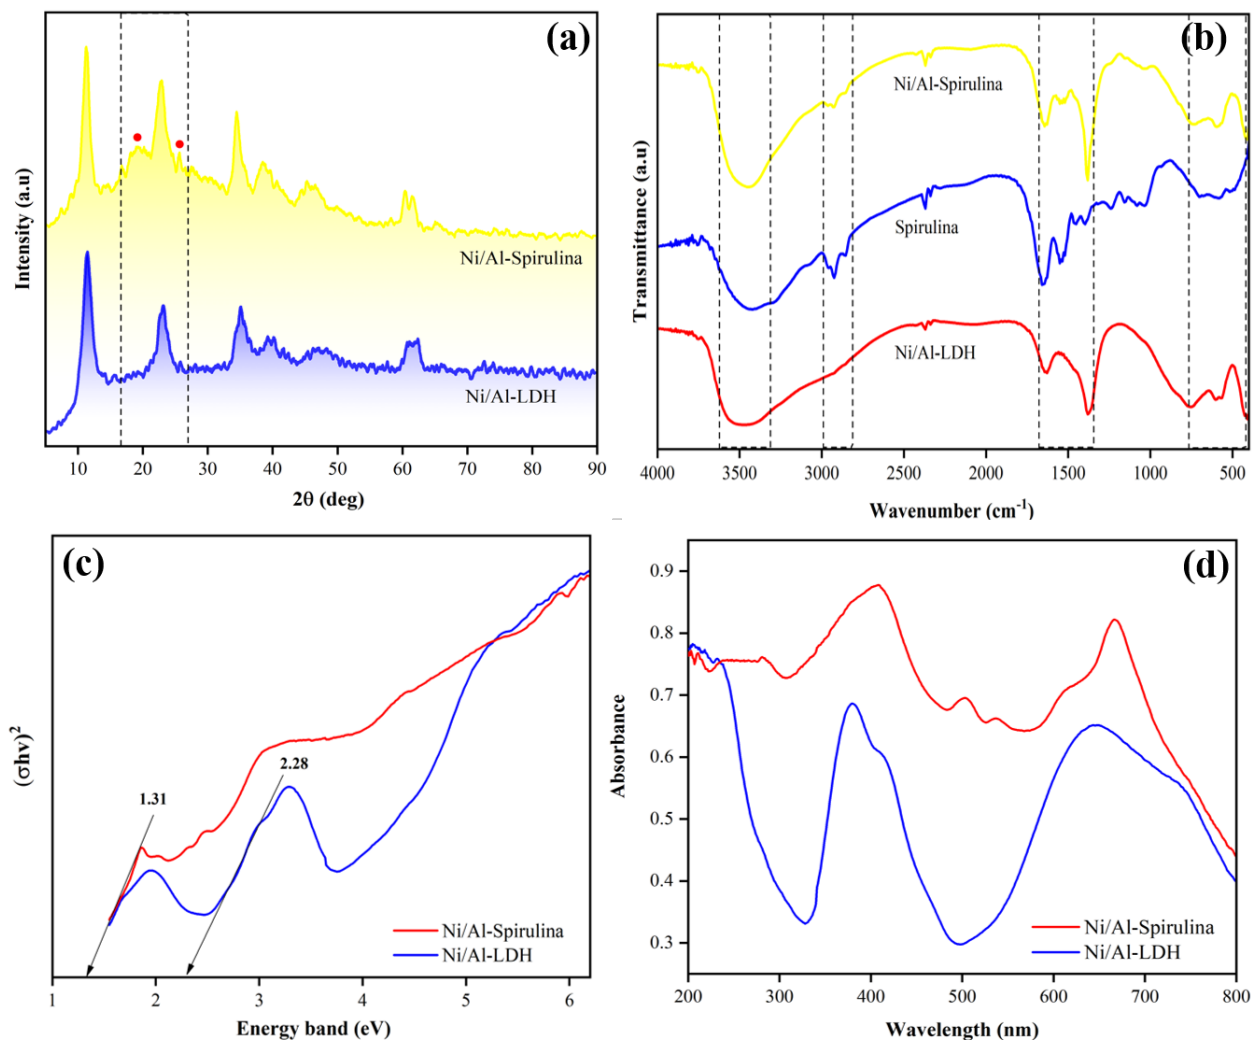 (a)
Intensity (a.u)
Ni/Al-Spirulina
Ni/Al-LDH
10 20 30 40 50 60 70 80 90
2θ (deg)
(b)
Transmittance (a.u)
Ni/Al-Spirulina
Spirulina
Ni/Al-LDH
4000 3500 3000 2500 2000 1500 1000 500
Wavenumber (cm-1)
(c)
(σhν)2
1.31
2.28
Ni/Al-Spirulina
Ni/Al-LDH
1 2 3 4 5 6
Energy band (eV)
(d)
Absorbance
0.9
0.8
0.7
0.6
0.5
0.4
0.3
Ni/Al-Spirulina
Ni/Al-LDH
200 300 400 500 600 700 800
Wavelength (nm)